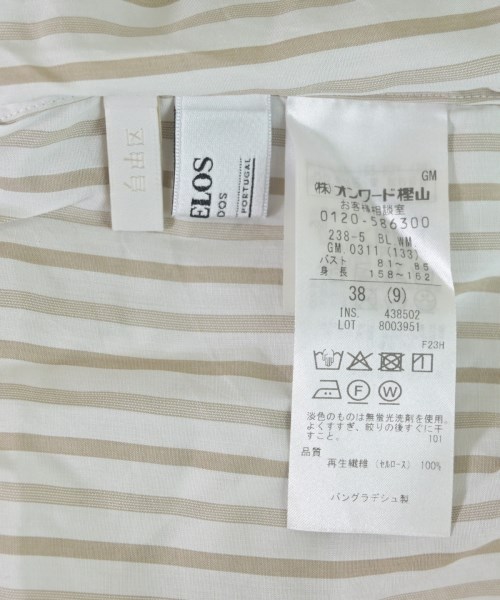 自由区
ELOS
DOS
PORTUGAL
GM
(株)オンワード樫山
お客様相談室
0120-586300
238-5 BL.WM
GM.0311 (133)
バスト 81～ 85
身長 158～162
38 (9)
INS. 438502
LOT 8003951
F23H
F
W
淡色のものは無蛍光洗剤を使用。
よくすすぎ、絞りの後すぐに干
すこと。 101
品質
再生繊維(セルロース) 100%
バングラデシュ製